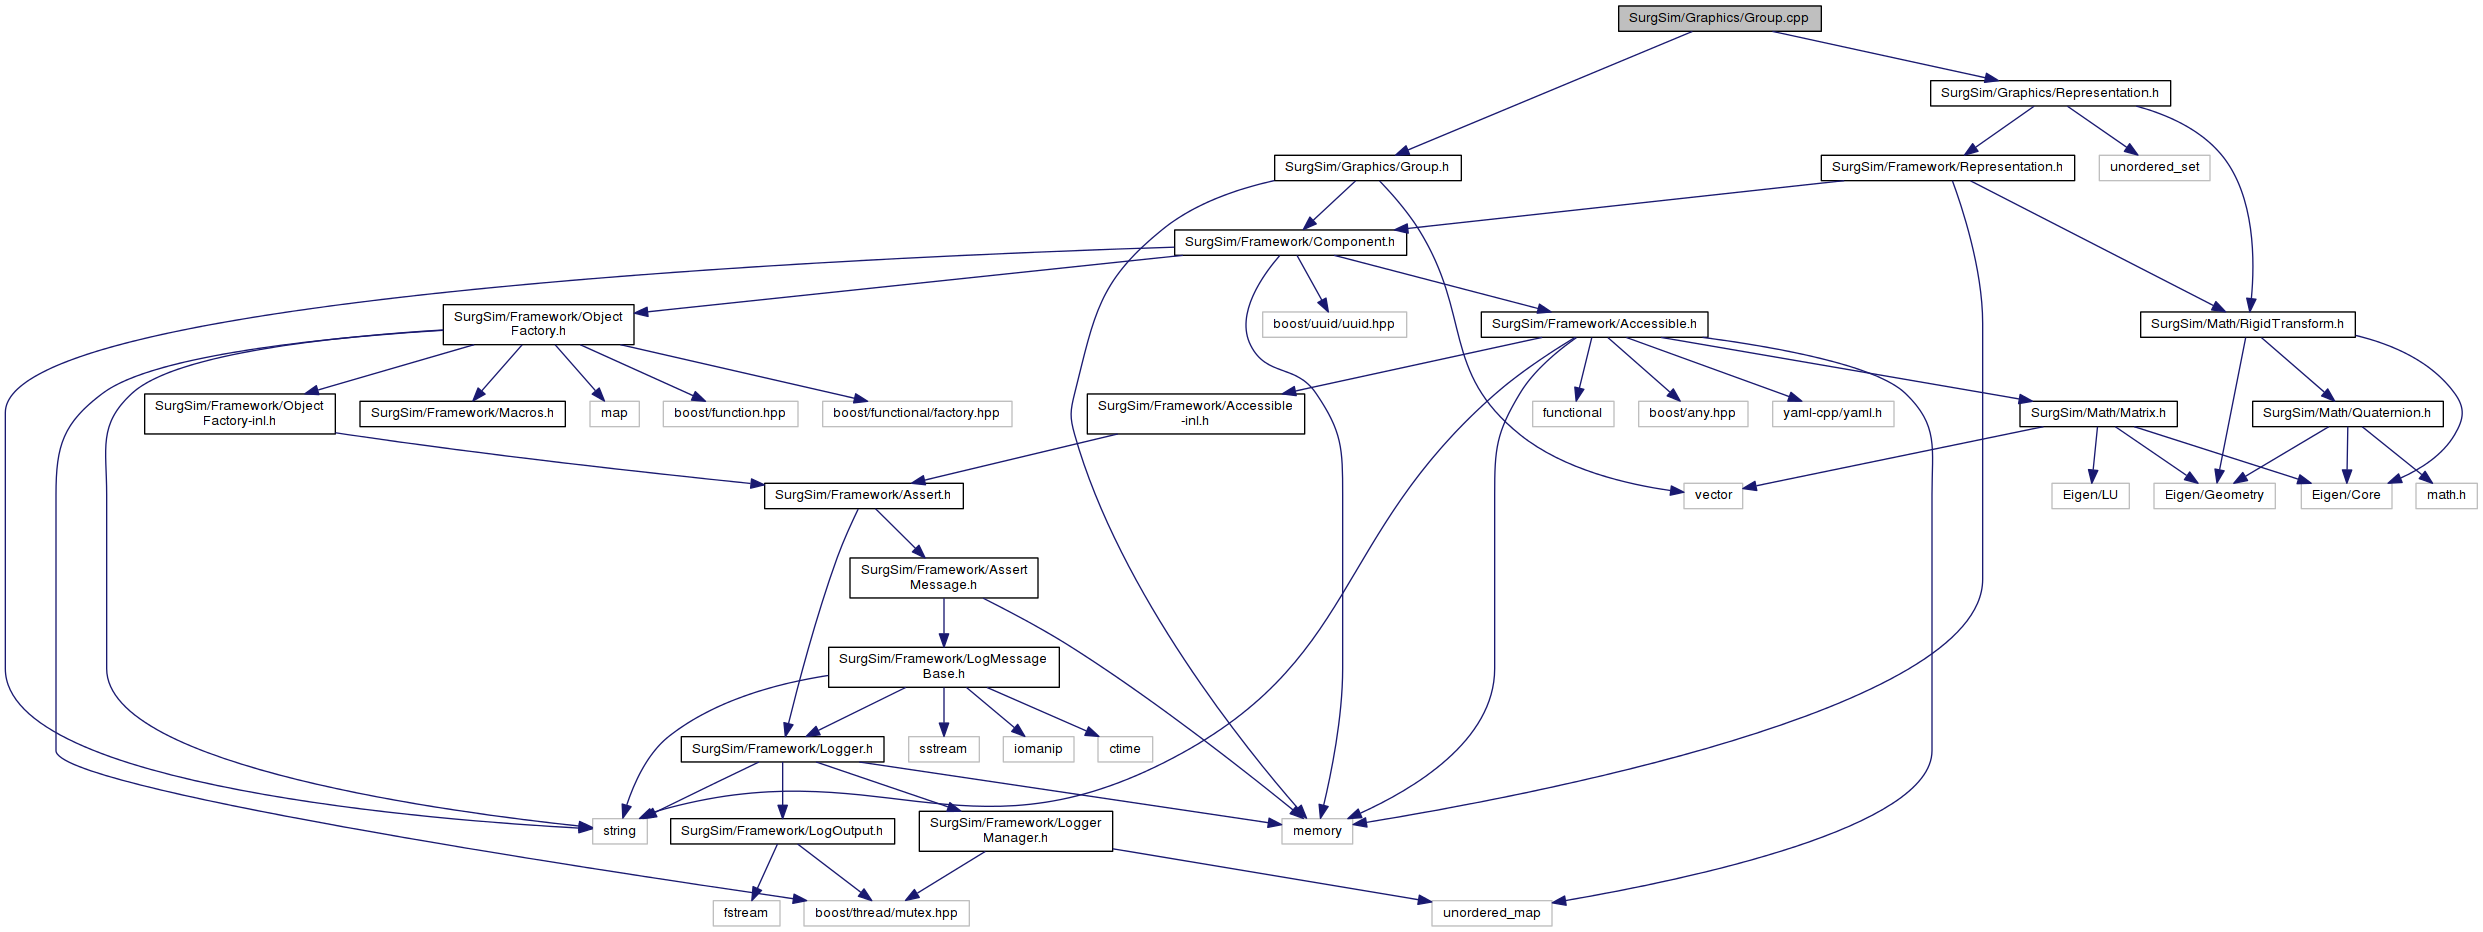 SurgSim/Graphics/Group.cpp
SurgSim/Graphics/Representation.h
SurgSim/Graphics/Group.h
SurgSim/Framework/Representation.h
unordered_set
SurgSim/Framework/Component.h
SurgSim/Framework/Object
Factory.h
boost/uuid/uuid.hpp
SurgSim/Framework/Accessible.h
SurgSim/Math/RigidTransform.h
SurgSim/Framework/Object
Factory-inl.h
SurgSim/Framework/Macros.h
map
boost/function.hpp
boost/functional/factory.hpp
SurgSim/Framework/Accessible
-inl.h
functional
boost/any.hpp
yaml-cpp/yaml.h
SurgSim/Math/Matrix.h
SurgSim/Math/Quaternion.h
SurgSim/Framework/Assert.h
vector
Eigen/LU
Eigen/Geometry
Eigen/Core
math.h
SurgSim/Framework/Assert
Message.h
SurgSim/Framework/LogMessage
Base.h
SurgSim/Framework/Logger.h
sstream
iomanip
ctime
string
SurgSim/Framework/LogOutput.h
SurgSim/Framework/Logger
Manager.h
memory
fstream
boost/thread/mutex.hpp
unordered_map